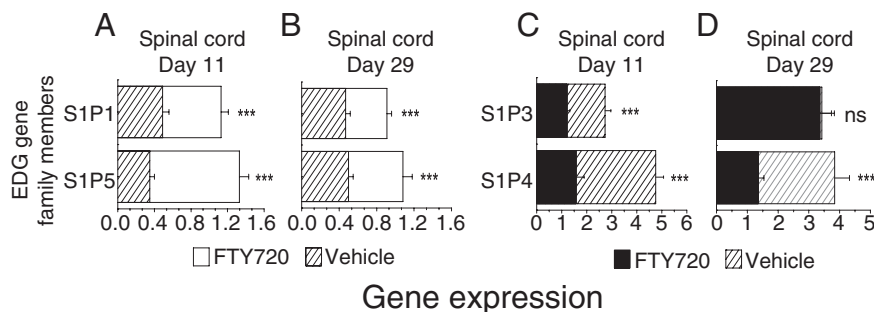 A
Spinal cord
Day 11
B
Spinal cord
Day 29
C
Spinal cord
Day 11
D
Spinal cord
Day 29
EDG gene
family members
S1P1
***
***
S1P5
***
***
S1P3
***
ns
S1P4
***
***
0.0 0.4 0.8 1.2 1.6
0.0 0.4 0.8 1.2 1.6
0 1 2 3 4 5 6
0 1 2 3 4 5
FTY720 Vehicle
FTY720 Vehicle
Gene expression